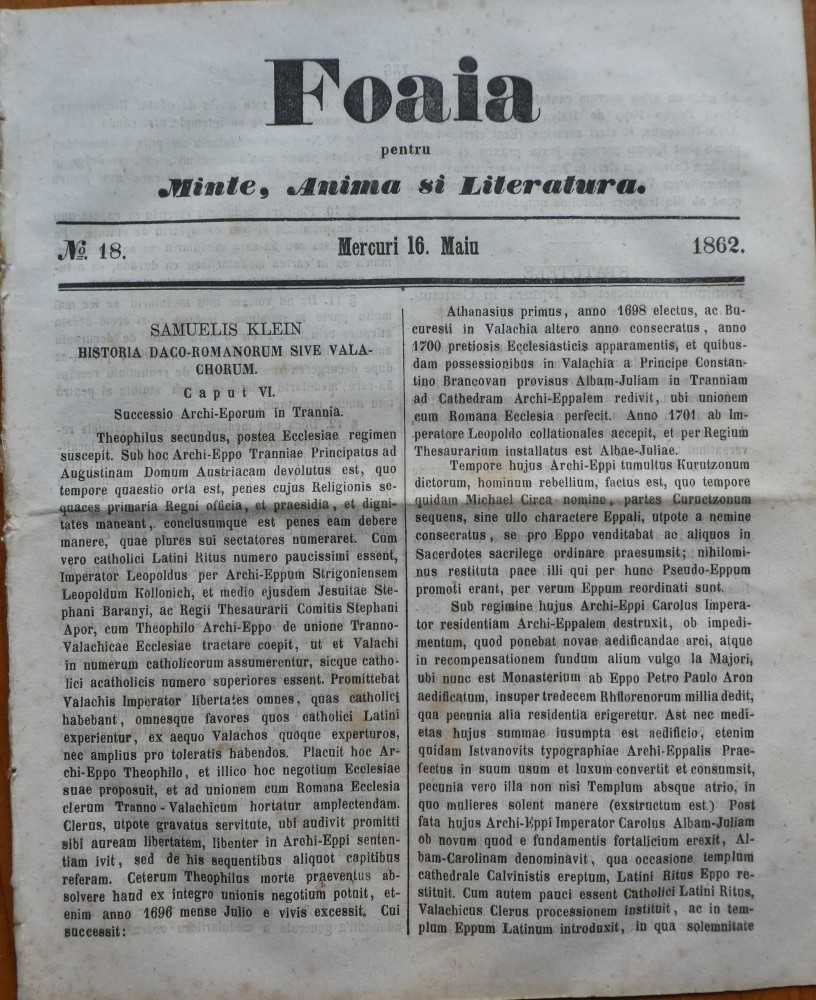 Foaia
pentru
Minte, Anima si Literatura.
№ 18.
Mercuri 16. Maiu
1862.
SAMUELIS KLEIN
HISTORIA DACO-ROMANORUM SIVE VALA-
CHORUM.
Caput VI.
Successio Archi-Eporum in Trannia.
Theophilus secundus, postea Ecclesiae regimen
suscepit. Sub hoc Archi-Eppo Tranniae Principatus ad
Augustinam Domum Austriacam devolutus est, quo
tempore quaestio orta est, penes cujus Religionis se-
quaces primaria Regni officia, et praesidia, et digni-
tates maneant, conclusumque est penes eam debere
manere, quae plures sui sectatores numeraret. Cum
vero catholici Latini Ritus numero paucissimi essent,
Imperator Leopoldus per Archi-Eppum Strigoniensem
Leopoldum Kollonich, et medio ejusdem Jesuitae Ste-
phani Baranyi, ac Regii Thesaurarii Comitis Stephani
Apor, cum Theophilo Archi-Eppo de unione Tranno-
Valachicae Ecclesiae tractare coepit, ut et Valachi
in numerum catholicorum assumerentur, sicque catho-
lici acatholicis numero superiores essent. Promittebat
Valachis Imperator libertates omnes, quas catholici
habebant, omnesque favores quos catholici Latini
experientur, ex aequo Valachos quoque experturos,
nec amplius pro toleratis habendos. Placuit hoc Ar-
chi-Eppo Theophilo, et illico hoc negotium Ecclesiae
suae proposuit, et ad unionem cum Romana Ecclesia
clerum Tranno-Valachicum hortatur amplectendam.
Clerus, utpote gravatus servitute, ubi audivit promitti
sibi auream libertatem, libenter in Archi-Eppi senten-
tiam ivit, sed de his sequentibus aliquot capitibus
referam. Ceterum Theophilus morte praeventus ab-
solvere haud ex integro unionis negotium potuit, et-
enim anno 1696 mense Julio e vivis excessit. Cui
successit:
Athanasius primus, anno 1698 electus, ac Bu-
curesti in Valachia altero anno consecratus, anno
1700 pretiosis Ecclesiasticis apparamentis, et quibus-
dam possessionibus in Valachia a Principe Constan-
tino Brancovan provisus Albam-Juliam in Tranniam
ad Cathedram Archi-Eppalem redivit, ubi unionem
cum Romana Ecclesia perfecit. Anno 1701 ab Im-
peratore Leopoldo collationales accepit, et per Regium
Thesaurarium installatus est Albae-Juliae.
Tempore hujus Archi-Eppi tumultus Kurutzonum
dictorum, hominum rebellium, factus est, quo tempore
quidam Michael Circa nomine, partes Cuructzonum
sequens, sine ullo charactere Eppali, utpote a nemine
consecratus, se pro Eppo venditabat ac aliquos in
Sacerdotes sacrilege ordinare praesumsit; nihilomi-
nus restituta pace illi qui per hunc Pseudo-Eppum
promoti erant, per verum Eppum reordinati sunt.
Sub regimine hujus Archi-Eppi Carolus Impera-
tor residentiam Archi-Eppalem destruxit, ob impedi-
mentum, quod ponebat novae aedificandae arci, atque
in recompensationem fundum alium vulgo la Majori,
ubi nunc est Monasterium ab Eppo Petro Paulo Aron
aedificatum, insuper tredecem Rhflorenorum millia dedit,
qua pecunia alia residentia erigeretur. Ast nec medi-
etas hujus summae insumpta est aedificio, etenim
quidam Istvanovits typographiae Archi-Eppalis Prae-
fectus in suum usum et luxum convertit et consumsit,
pecunia vero illa non nisi Templum absque atrio, in
quo mulieres solent manere (exstructum est.) Post
fata hujus Archi-Eppi Imperator Carolus Albam-Juliam
ob novum quod e fundamentis fortalicium erexit, Al-
bam-Carolinam denominavit, qua occasione templum
cathedrale Calvinistis ereptum, Latini Ritus Eppo re-
stituit. Cum autem pauci essent Catholici Latini Ritus,
Valachicus Clerus processionem instituit, ac in tem-
plum Eppum Latinum introduxit, in qua solemnitate